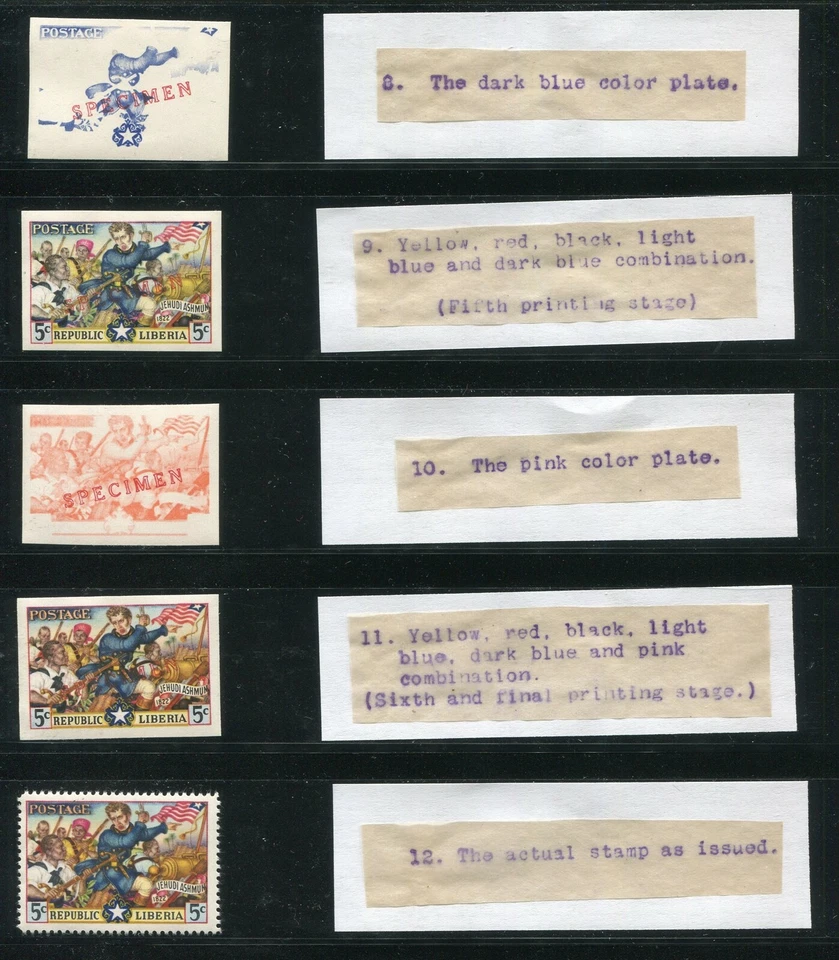 POSTAGE
SPECIMEN
8. The dark blue color plate.
POSTAGE
JEHUDI ASHMUN
1822
5c REPUBLIC LIBERIA 5c
9. Yellow, red, black, light
blue and dark blue combination.
(Fifth printing stage)
SPECIMEN
10. The pink color plate.
POSTAGE
JEHUDI ASHMUN
1822
5c REPUBLIC LIBERIA 5c
11. Yellow, red, black, light
blue, dark blue and pink
combination.
(Sixth and final printing stage.)
POSTAGE
JEHUDI ASHMUN
1822
5c REPUBLIC LIBERIA 5c
12. The actual stamp as issued.